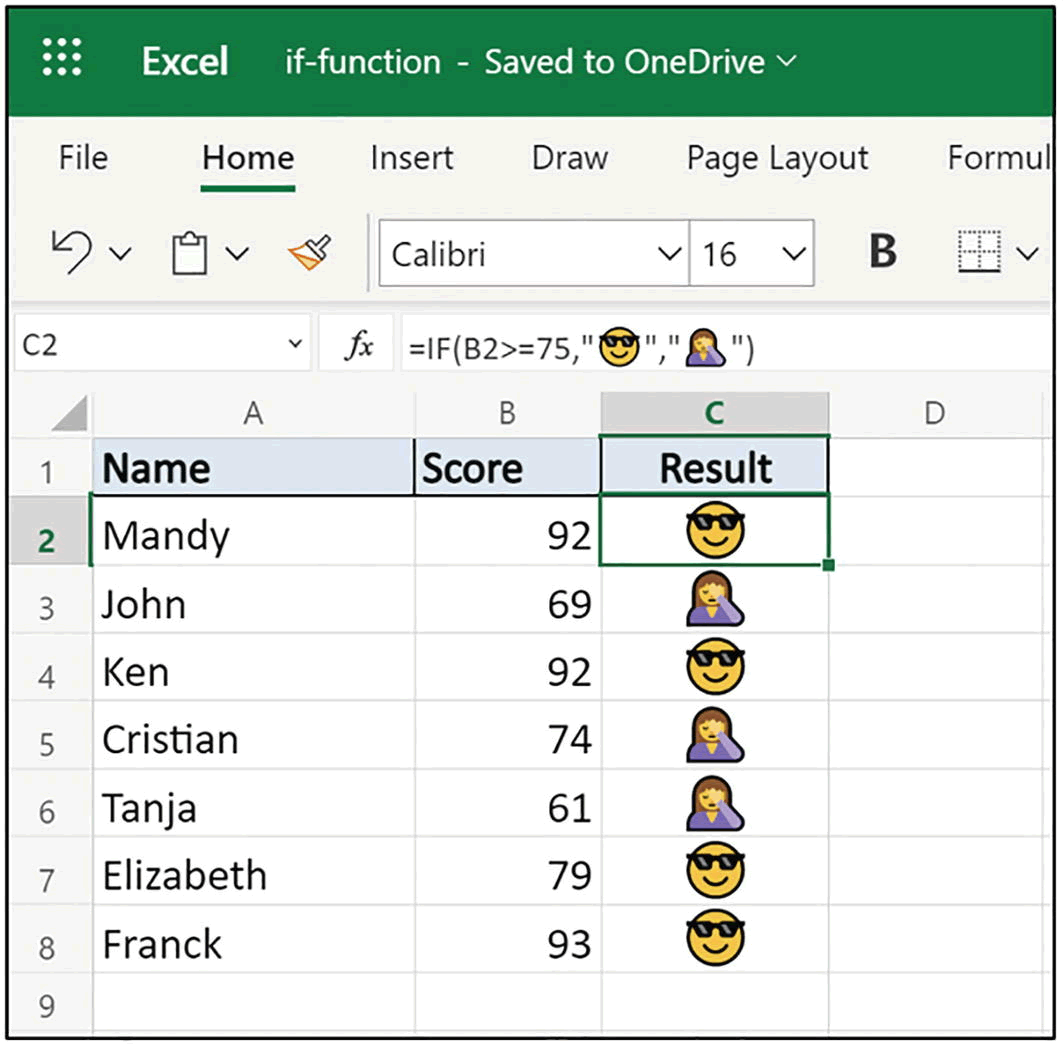 Excel if-function - Saved to OneDrive
File Home Insert Draw Page Layout Formul
Calibri 16 B
C2 fx =IF(B2>=75,"😎","🤦‍♀️")
A B C D
1 Name Score Result
2 Mandy 92 😎
3 John 69 🤦‍♀️
4 Ken 92 😎
5 Cristian 74 🤦‍♀️
6 Tanja 61 🤦‍♀️
7 Elizabeth 79 😎
8 Franck 93 😎
9